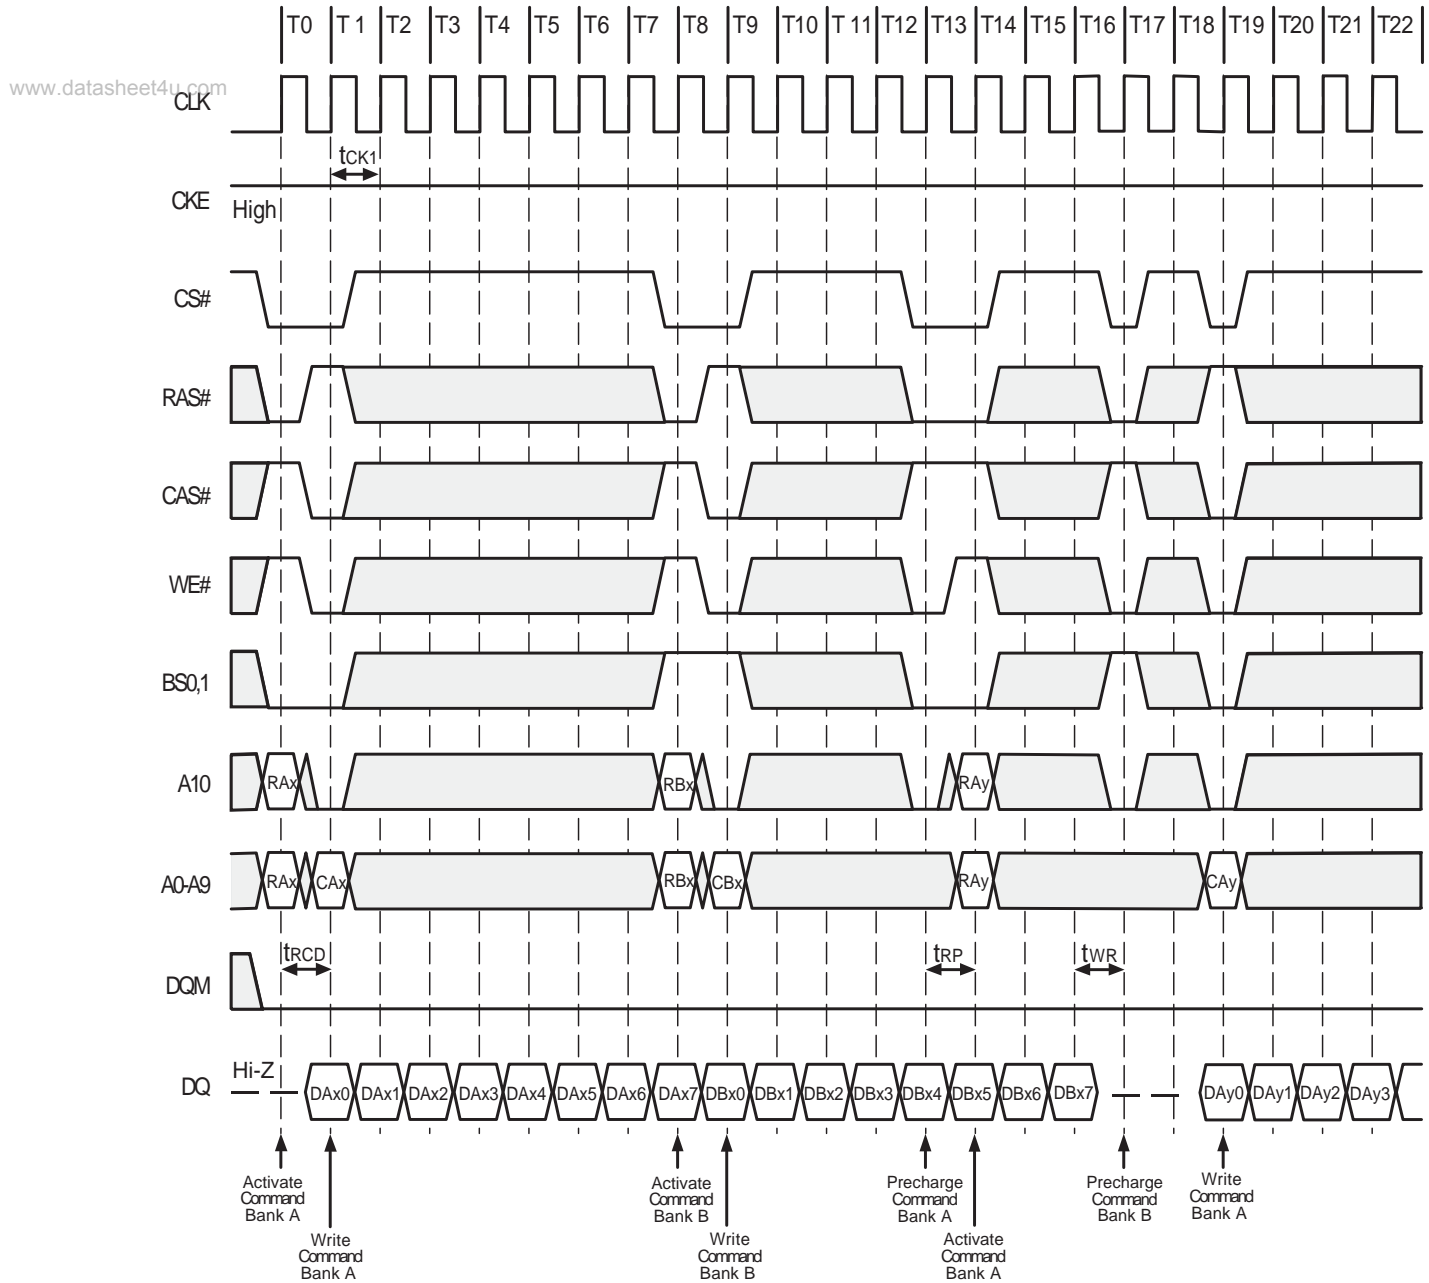 T0 T 1 T2 T3 T4 T5 T6 T7 T8 T9 T10 T 11 T12 T13 T14 T15 T16 T17 T18 T19 T20 T21 T22
www.datasheet4u.com
CLK
tCK1
CKE
High
CS#
RAS#
CAS#
WE#
BS0,1
A10 RAx RBx RAy
A0-A9 RAx CAx RBx CBx RAy CAy
tRCD tRP tWR
DQM
Hi-Z
DQ DAx0 DAx1 DAx2 DAx3 DAx4 DAx5 DAx6 DAx7 DBx0 DBx1 DBx2 DBx3 DBx4 DBx5 DBx6 DBx7 DAy0 DAy1 DAy2 DAy3
Activate
Command
Bank A
Write
Command
Bank A
Activate
Command
Bank B
Write
Command
Bank B
Precharge
Command
Bank A
Activate
Command
Bank A
Precharge
Command
Bank B
Write
Command
Bank A